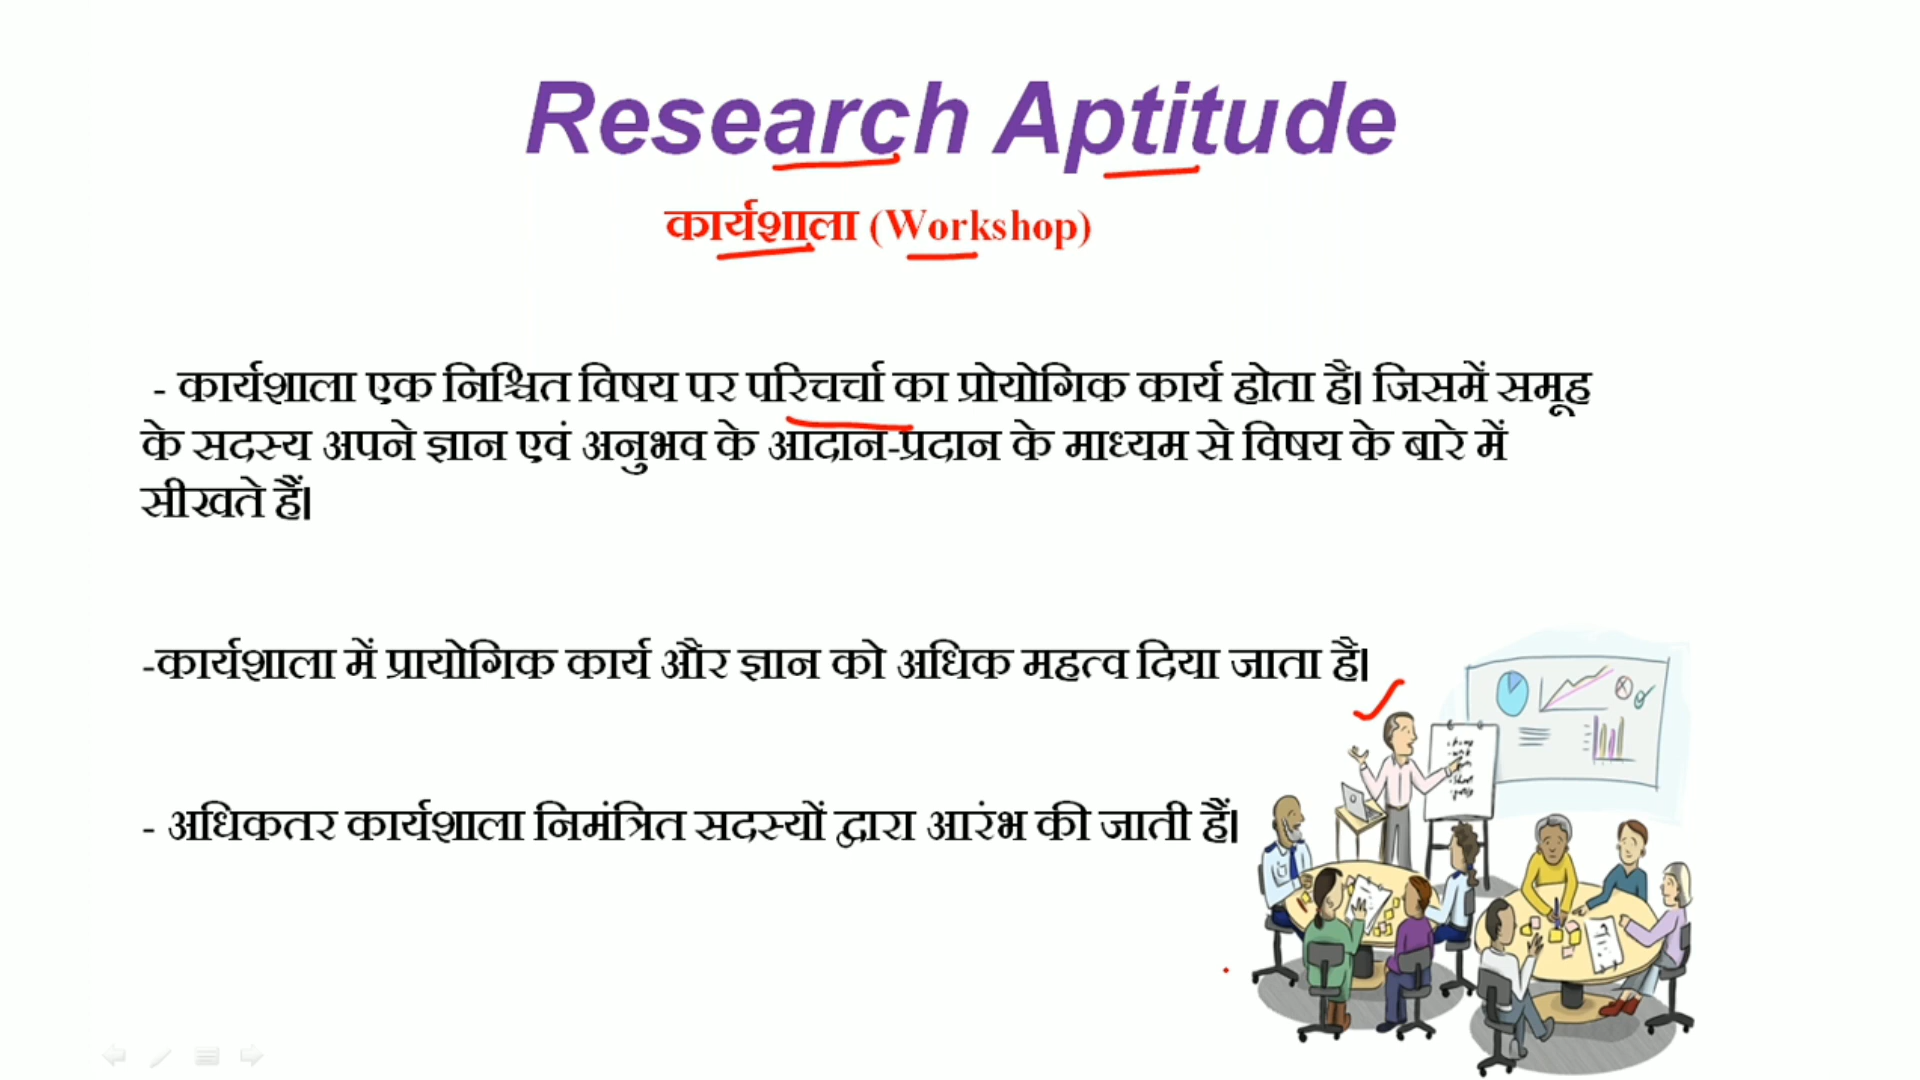 Research Aptitude
कार्यशाला (Workshop)
- कार्यशाला एक निश्चित विषय पर परिचर्चा का प्रोयोगिक कार्य होता है। जिसमें समूह
के सदस्य अपने ज्ञान एवं अनुभव के आदान-प्रदान के माध्यम से विषय के बारे में
सीखते हैं।
-कार्यशाला में प्रायोगिक कार्य और ज्ञान को अधिक महत्व दिया जाता है।
- अधिकतर कार्यशाला निमंत्रित सदस्यों द्वारा आरंभ की जाती हैं।